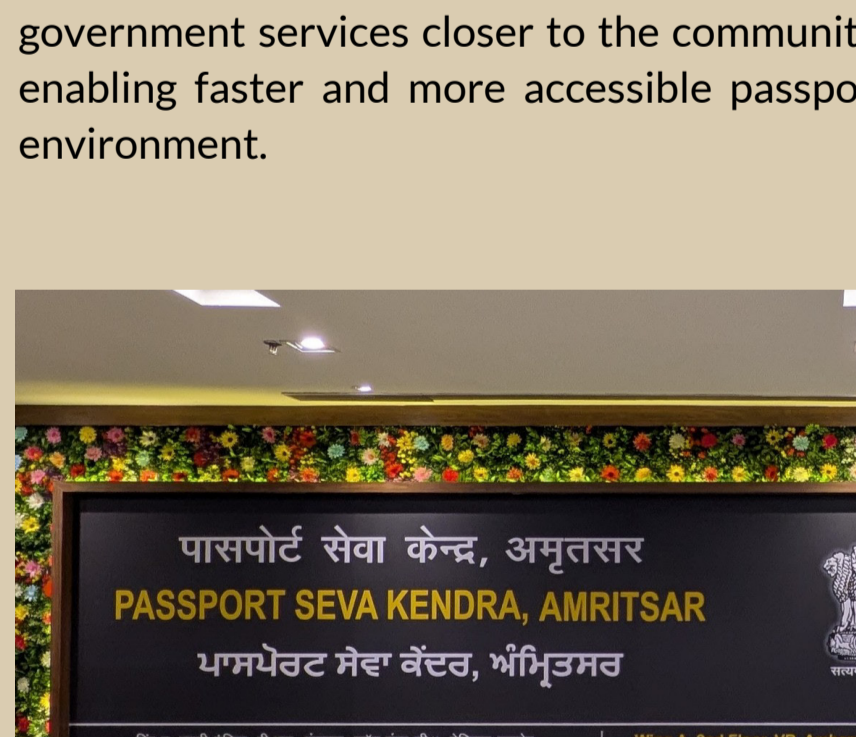 government services closer to the communit
enabling faster and more accessible passpo
environment.
पासपोर्ट सेवा केन्द्र, अमृतसर
PASSPORT SEVA KENDRA, AMRITSAR
ਪਾਸਪੋਰਟ ਸੇਵਾ ਕੇਂਦਰ, ਅੰਮ੍ਰਿਤਸਰ